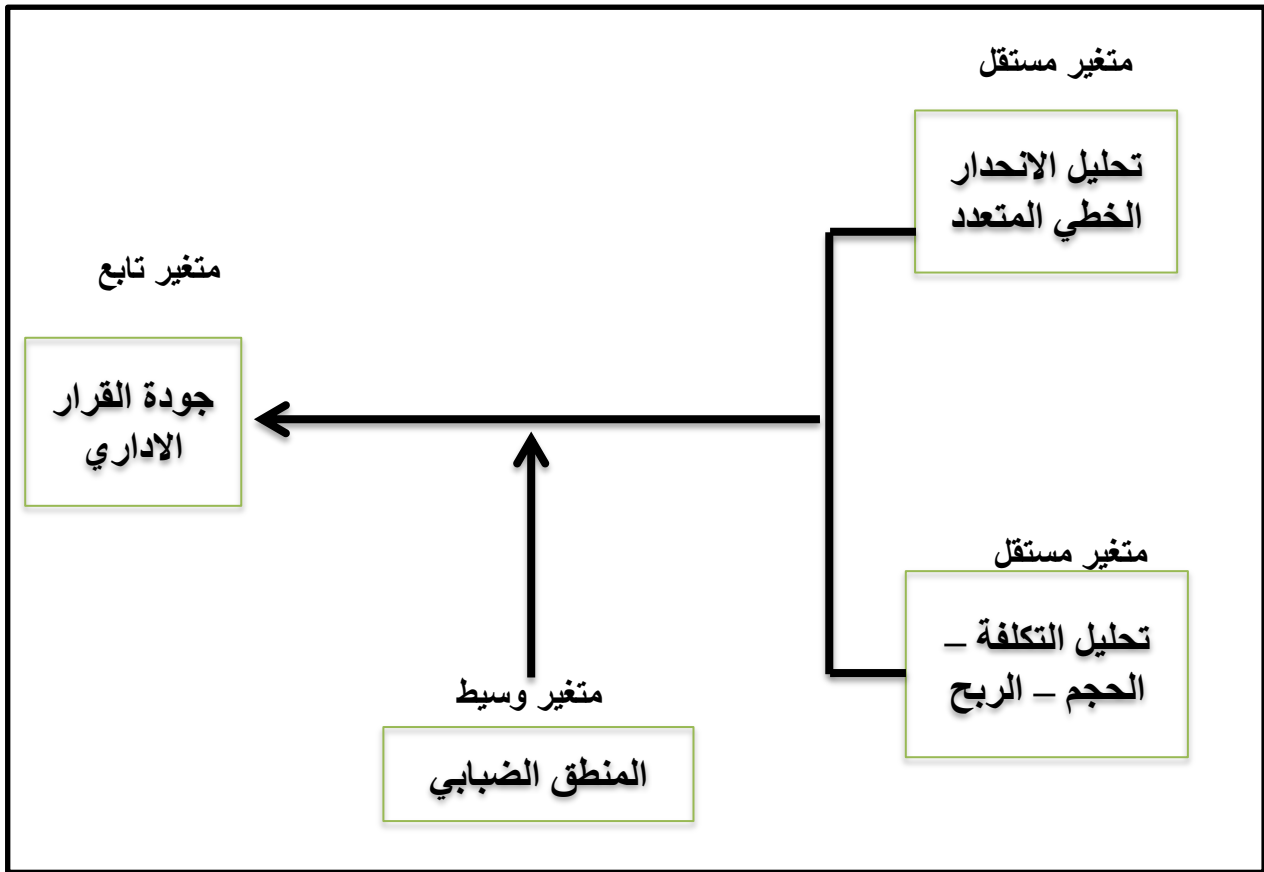 متغير مستقل
تحليل الانحدار
الخطي المتعدد
متغير تابع
جودة القرار
الاداري
متغير مستقل
تحليل التكلفة –
الحجم – الربح
متغير وسيط
المنطق الضبابي